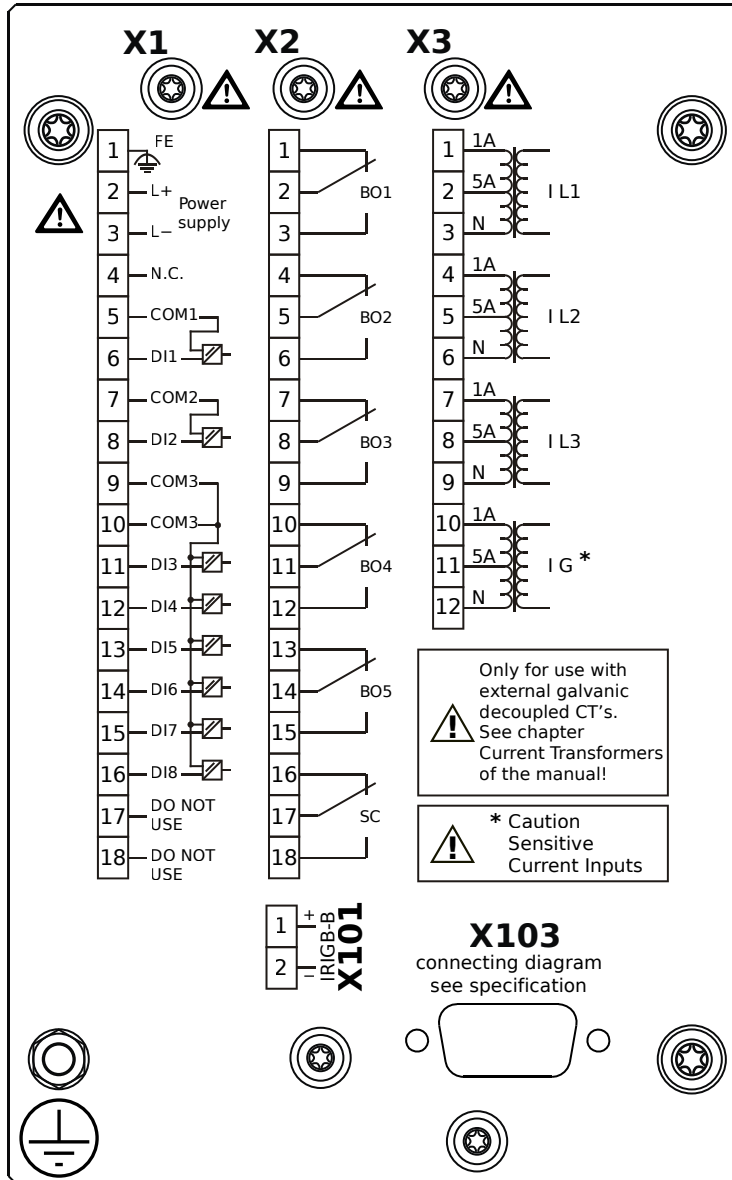 X1 X2 X3
1 FE
2 L+
Power
supply
3 L−
4 N.C.
5 COM1
6 DI1
7 COM2
8 DI2
9 COM3
10 COM3
11 DI3
12 DI4
13 DI5
14 DI6
15 DI7
16 DI8
17 DO NOT
USE
18 DO NOT
USE
1
2 BO1
3
4
5 BO2
6
7
8 BO3
9
10
11 BO4
12
13
14 BO5
15
16
17 SC
18
1 1A
2 5A I L1
3 N
4 1A
5 5A I L2
6 N
7 1A
8 5A I L3
9 N
10 1A
11 5A I G *
12 N
Only for use with
external galvanic
decoupled CT's.
See chapter
Current Transformers
of the manual!
* Caution
Sensitive
Current Inputs
1 +
2 −
IRIGB-B
X101
X103
connecting diagram
see specification